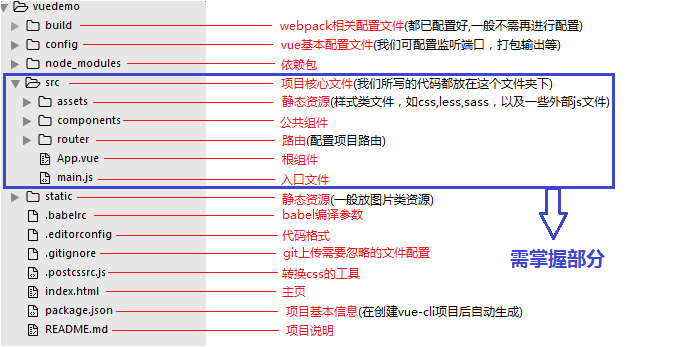 vuedemo
build webpack相关配置文件(都已配置好,一般不需再进行配置)
config vue基本配置文件(我们可配置监听端口，打包输出等)
node_modules 依赖包
src 项目核心文件(我们所写的代码都放在这个文件夹下)
assets 静态资源(样式类文件，如css,less,sass，以及一些外部js文件)
components 公共组件
router 路由(配置项目路由)
App.vue 根组件
main.js 入口文件
static 静态资源(一般放图片类资源)
.babelrc babel编译参数
.editorconfig 代码格式
.gitignore git上传需要忽略的文件配置
需掌握部分
.postcssrc.js 转换css的工具
index.html 主页
package.json 项目基本信息(在创建vue-cli项目后自动生成)
README.md 项目说明